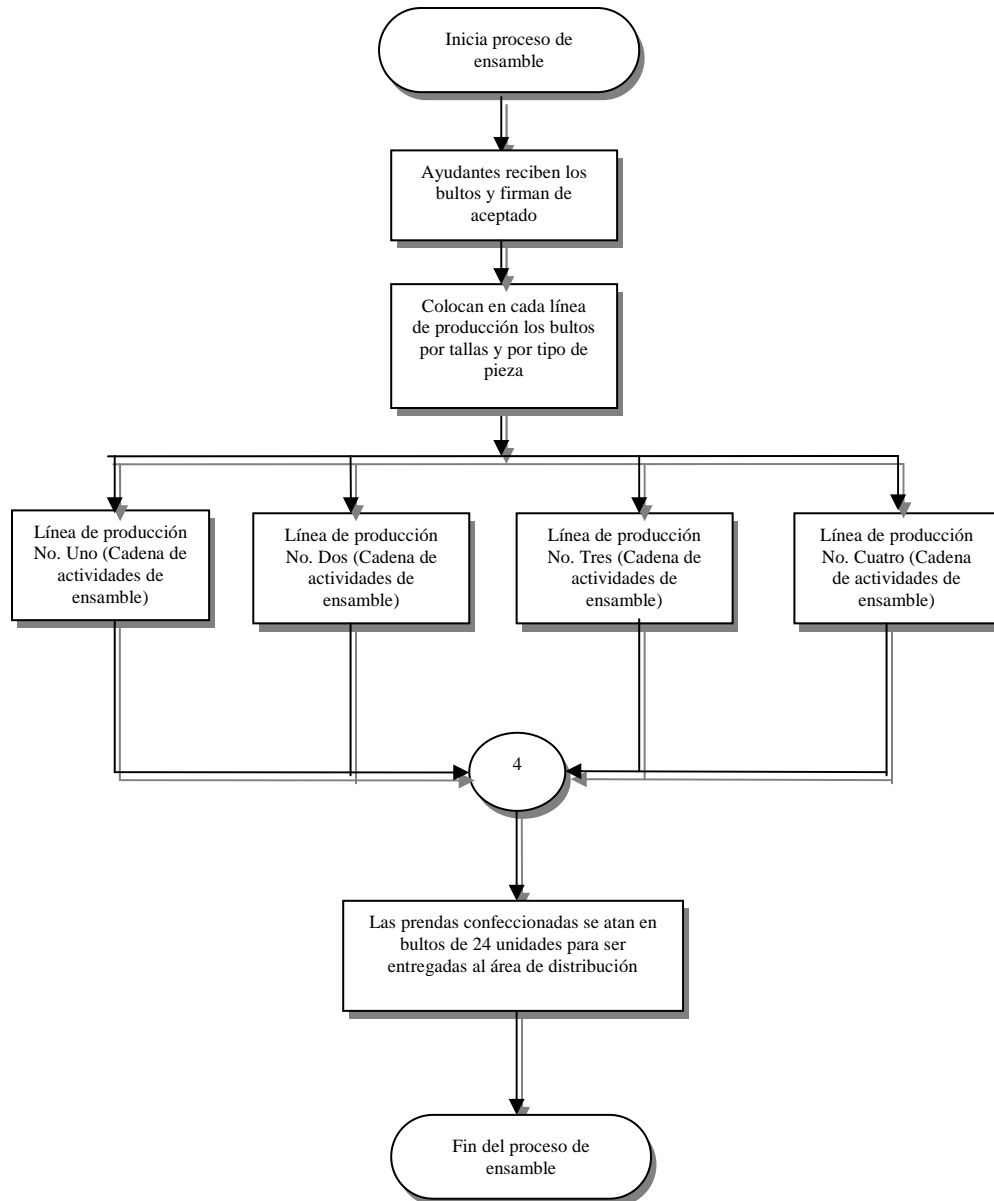 Inicia proceso de
ensamble
Ayudantes reciben los
bultos y firman de
aceptado
Colocan en cada línea
de producción los bultos
por tallas y por tipo de
pieza
Línea de producción
No. Uno (Cadena de
actividades de
ensamble)
Línea de producción
No. Dos (Cadena de
actividades de
ensamble)
Línea de producción
No. Tres (Cadena de
actividades de
ensamble)
Línea de producción
No. Cuatro (Cadena
de actividades de
ensamble)
4
Las prendas confeccionadas se atan en
bultos de 24 unidades para ser
entregadas al área de distribución
Fin del proceso de
ensamble